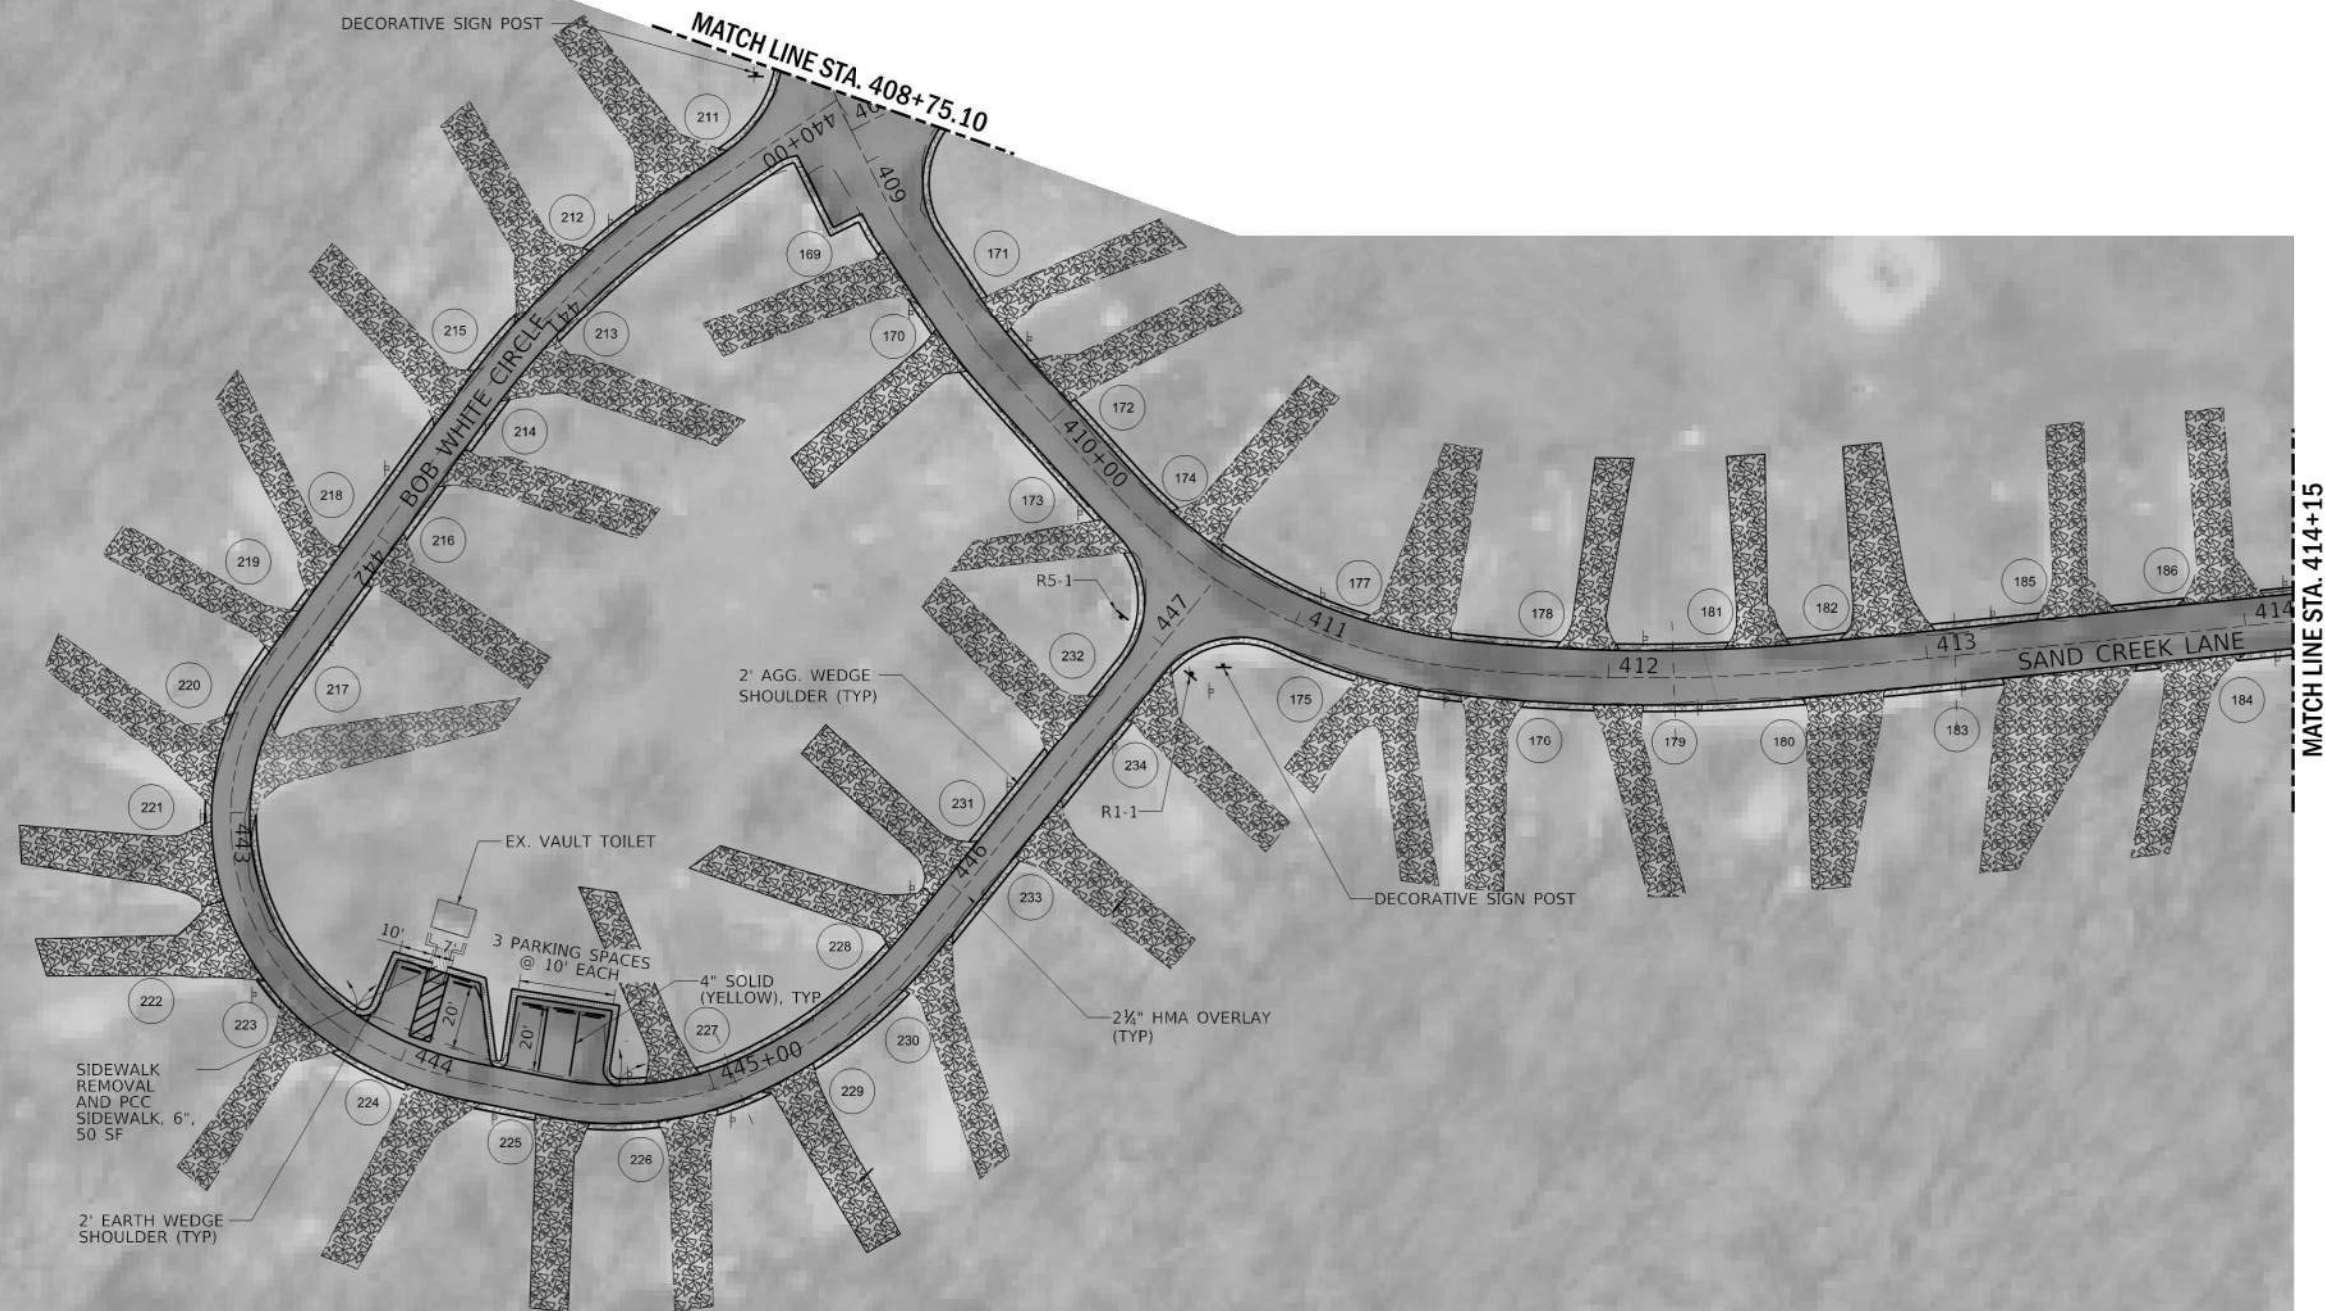 DECORATIVE SIGN POST
MATCH LINE STA. 408+75.10
211
440+00
409
212
169
171
215
441
213
170
BOB WHITE CIRCLE
172
214
410+00
218
173
174
216
219
442
R5-1
447
177
178
181
182
185
186
411
412
413
414
SAND CREEK LANE
MATCH LINE STA. 414+15
232
220
217
2' AGG. WEDGE
SHOULDER (TYP)
175
184
176
179
180
183
234
221
231
R1-1
443
EX. VAULT TOILET
446
233
DECORATIVE SIGN POST
10'
7'
3 PARKING SPACES
@ 10' EACH
228
222
4" SOLID
(YELLOW), TYP
20'
20'
223
227
230
2¼" HMA OVERLAY
(TYP)
444
445+00
SIDEWALK
REMOVAL
AND PCC
SIDEWALK, 6",
50 SF
224
229
225
226
2' EARTH WEDGE
SHOULDER (TYP)